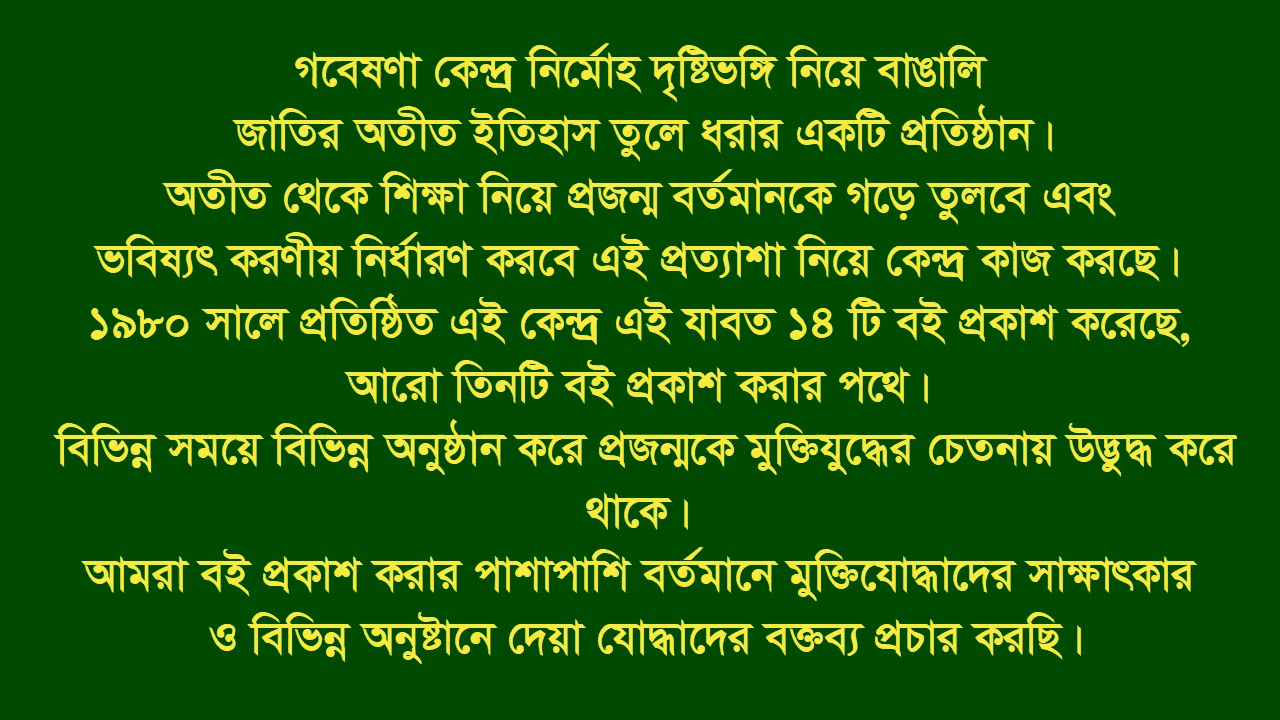 গবেষণা কেন্দ্র নির্মোহ দৃষ্টিভঙ্গি নিয়ে বাঙালি
জাতির অতীত ইতিহাস তুলে ধরার একটি প্রতিষ্ঠান।
অতীত থেকে শিক্ষা নিয়ে প্রজন্ম বর্তমানকে গড়ে তুলবে এবং
ভবিষ্যৎ করণীয় নির্ধারণ করবে এই প্রত্যাশা নিয়ে কেন্দ্র কাজ করছে।
১৯৮০ সালে প্রতিষ্ঠিত এই কেন্দ্র এই যাবত ১৪ টি বই প্রকাশ করেছে,
আরো তিনটি বই প্রকাশ করার পথে।
বিভিন্ন সময়ে বিভিন্ন অনুষ্ঠান করে প্রজন্মকে মুক্তিযুদ্ধের চেতনায় উদ্ভুদ্ধ করে
থাকে।
আমরা বই প্রকাশ করার পাশাপাশি বর্তমানে মুক্তিযোদ্ধাদের সাক্ষাৎকার
ও বিভিন্ন অনুষ্টানে দেয়া যোদ্ধাদের বক্তব্য প্রচার করছি।